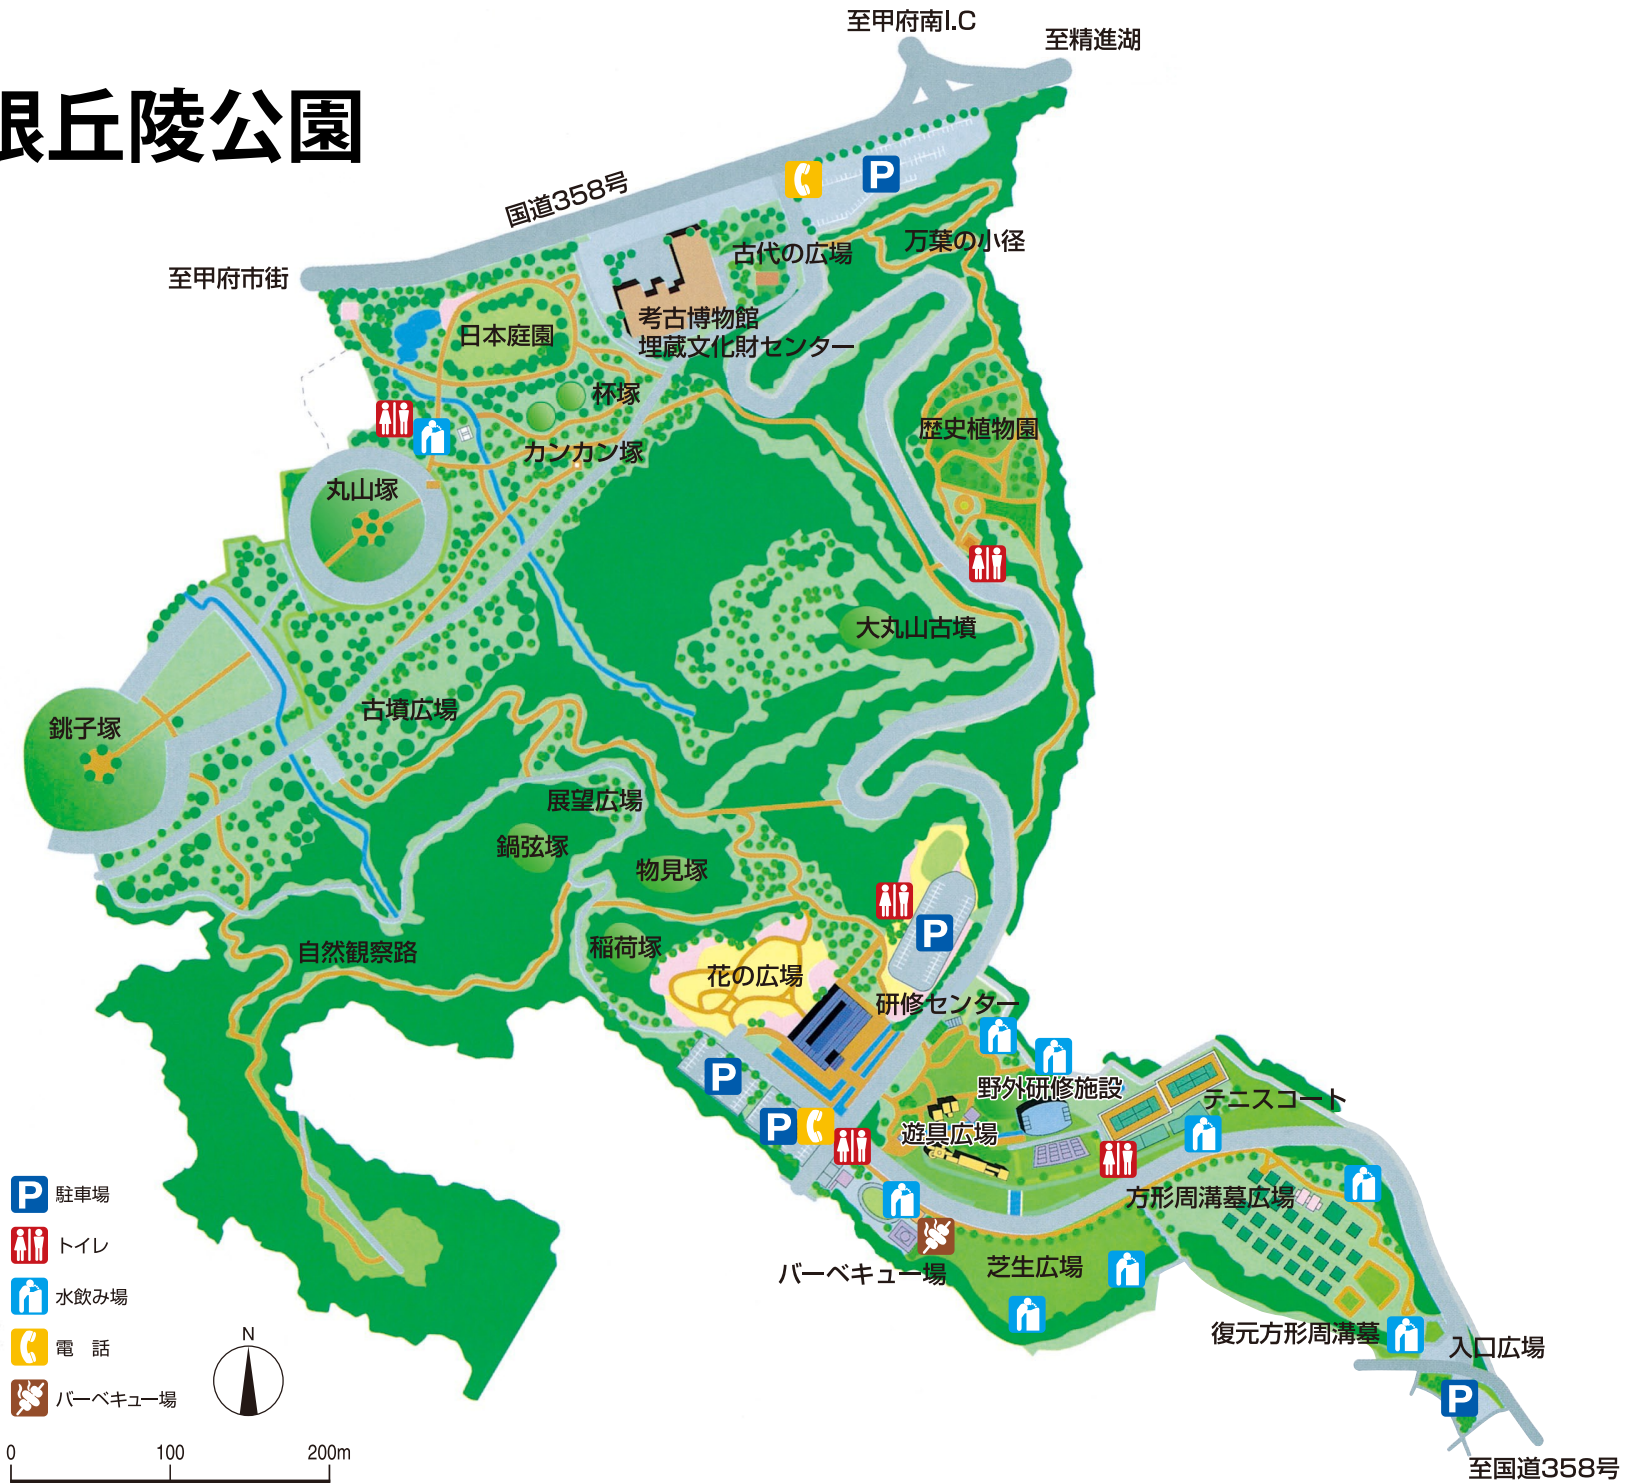 至甲府南I.C
至精進湖
根丘陵公園
国道358号
P
至甲府市街
古代の広場
万葉の小径
考古博物館
埋蔵文化財センター
日本庭園
杯塚
カンカン塚
歴史植物園
丸山塚
大丸山古墳
古墳広場
銚子塚
展望広場
鍋弦塚
物見塚
P
自然観察路
稲荷塚
花の広場
研修センター
P
野外研修施設
テニスコート
P
遊具広場
方形周溝墓広場
バーベキュー場
芝生広場
復元方形周溝墓
入口広場
P
至国道358号
P 駐車場
トイレ
水飲み場
電話
バーベキュー場
N
0 100 200m